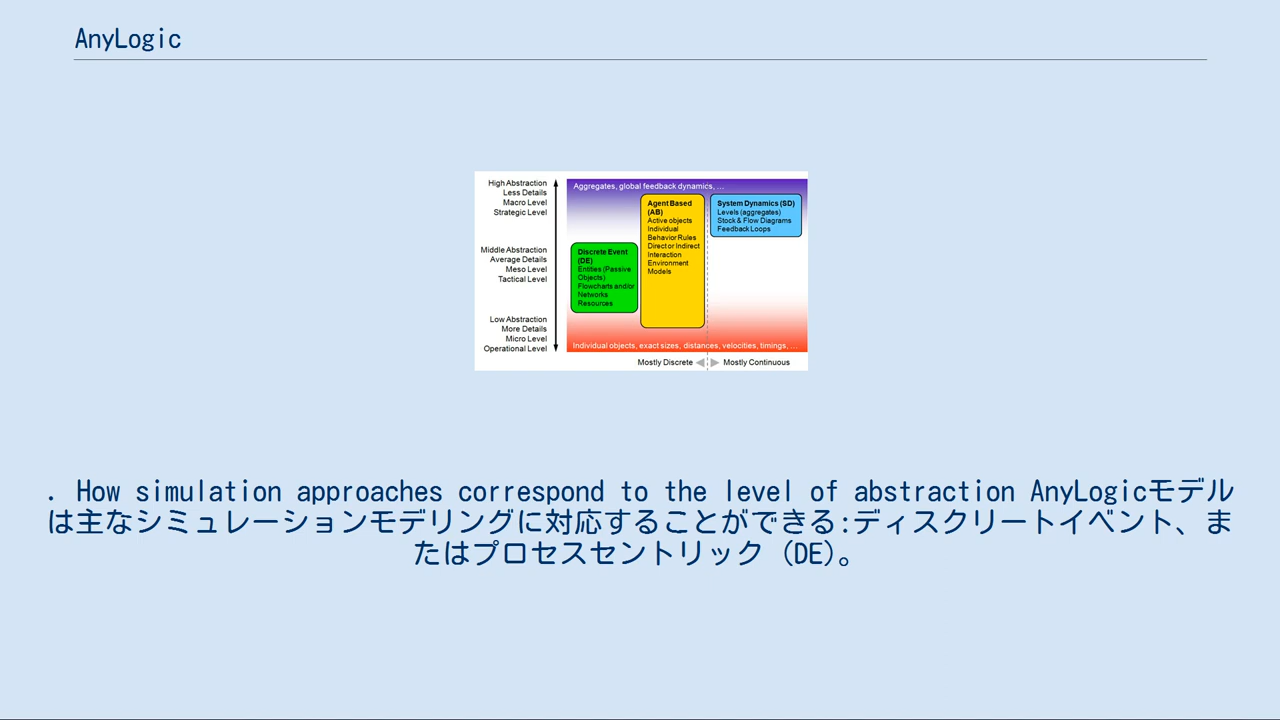 AnyLogic
High Abstraction
Less Details
Macro Level
Strategic Level
Middle Abstraction
Average Details
Meso Level
Tactical Level
Low Abstraction
More Details
Micro Level
Operational Level
Aggregates, global feedback dynamics, ...
Discrete Event
(DE)
Entities (Passive
Objects)
Flowcharts and/or
Networks
Resources
Agent Based
(AB)
Active objects
Individual
Behavior Rules
Direct or Indirect
Interaction
Environment
Models
System Dynamics (SD)
Levels (aggregates)
Stock & Flow Diagrams
Feedback Loops
Individual objects, exact sizes, distances, velocities, timings, ...
Mostly Discrete
Mostly Continuous
. How simulation approaches correspond to the level of abstraction AnyLogicモデル
は主なシミュレーションモデリングに対応することができる:ディスクリートイベント、ま
たはプロセスセントリック (DE)。